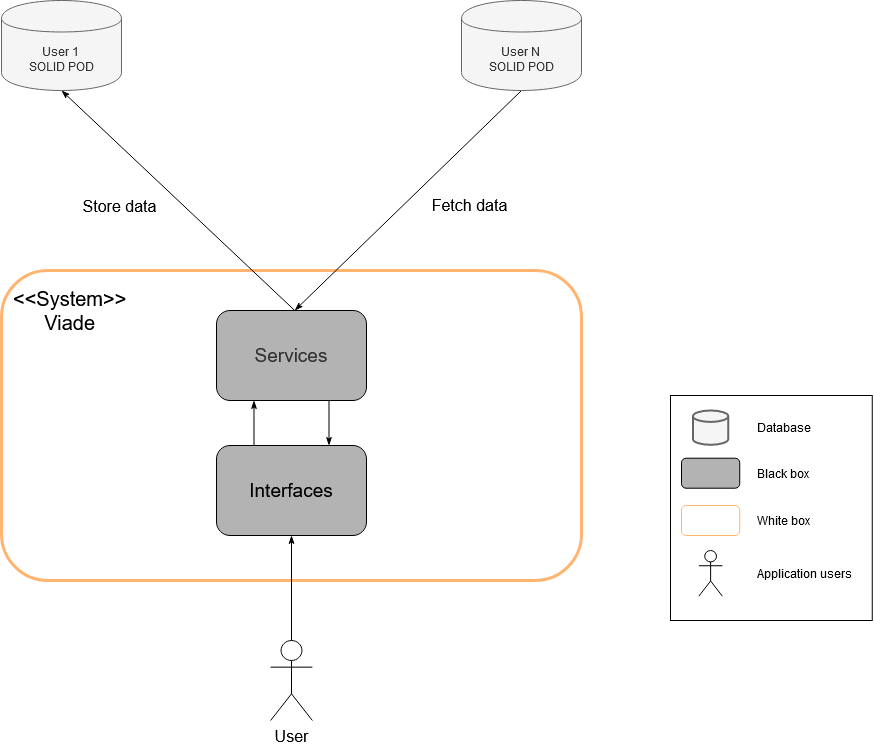 User 1
SOLID POD
User N
SOLID POD
Store data
Fetch data
<<System>>
Viade
Services
Interfaces
User
Database
Black box
White box
Application users